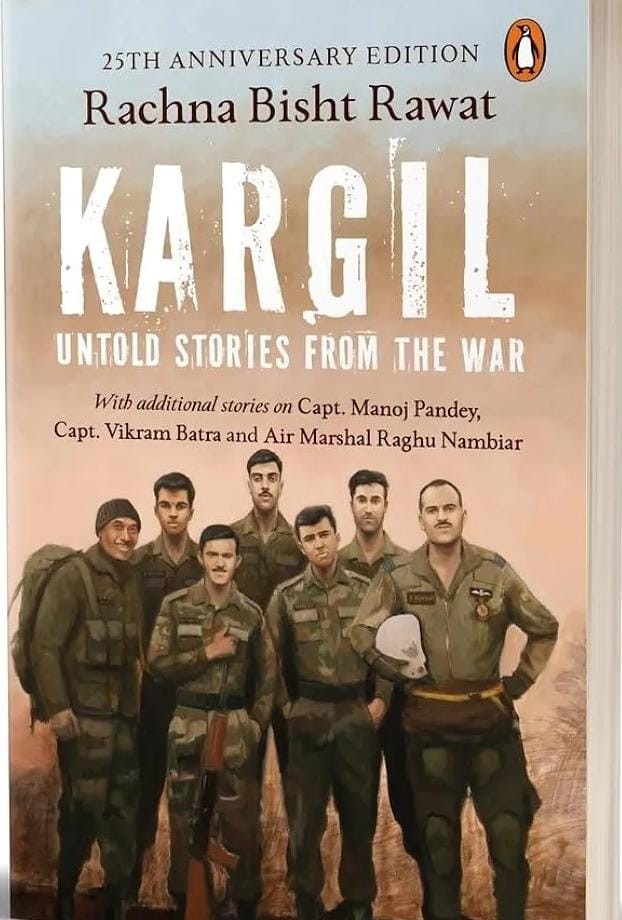 25TH ANNIVERSARY EDITION
Rachna Bisht Rawat
KARGIL
UNTOLD STORIES FROM THE WAR
With additional stories on Capt. Manoj Pandey,
Capt. Vikram Batra and Air Marshal Raghu Nambiar